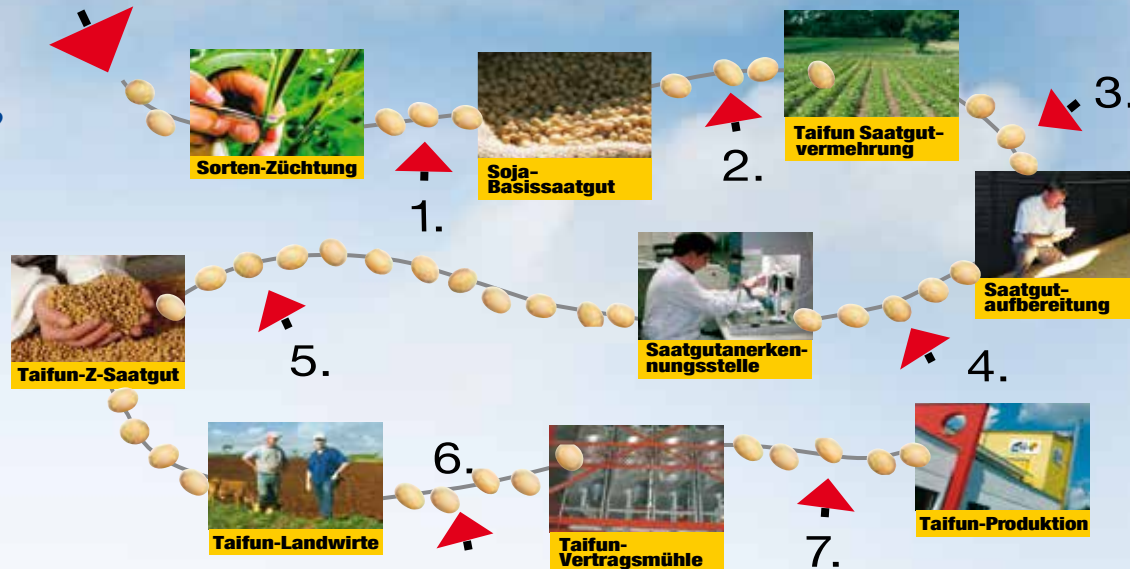 Sorten-Züchtung
1.
Soja-
Basissaatgut
2.
Taifun Saatgut-
vermehrung
3.
Saatgut-
aufbereitung
4.
Saatgutanerken-
nungsstelle
5.
Taifun-Z-Saatgut
Taifun-Landwirte
6.
Taifun-
Vertragsmühle
7.
Taifun-Produktion